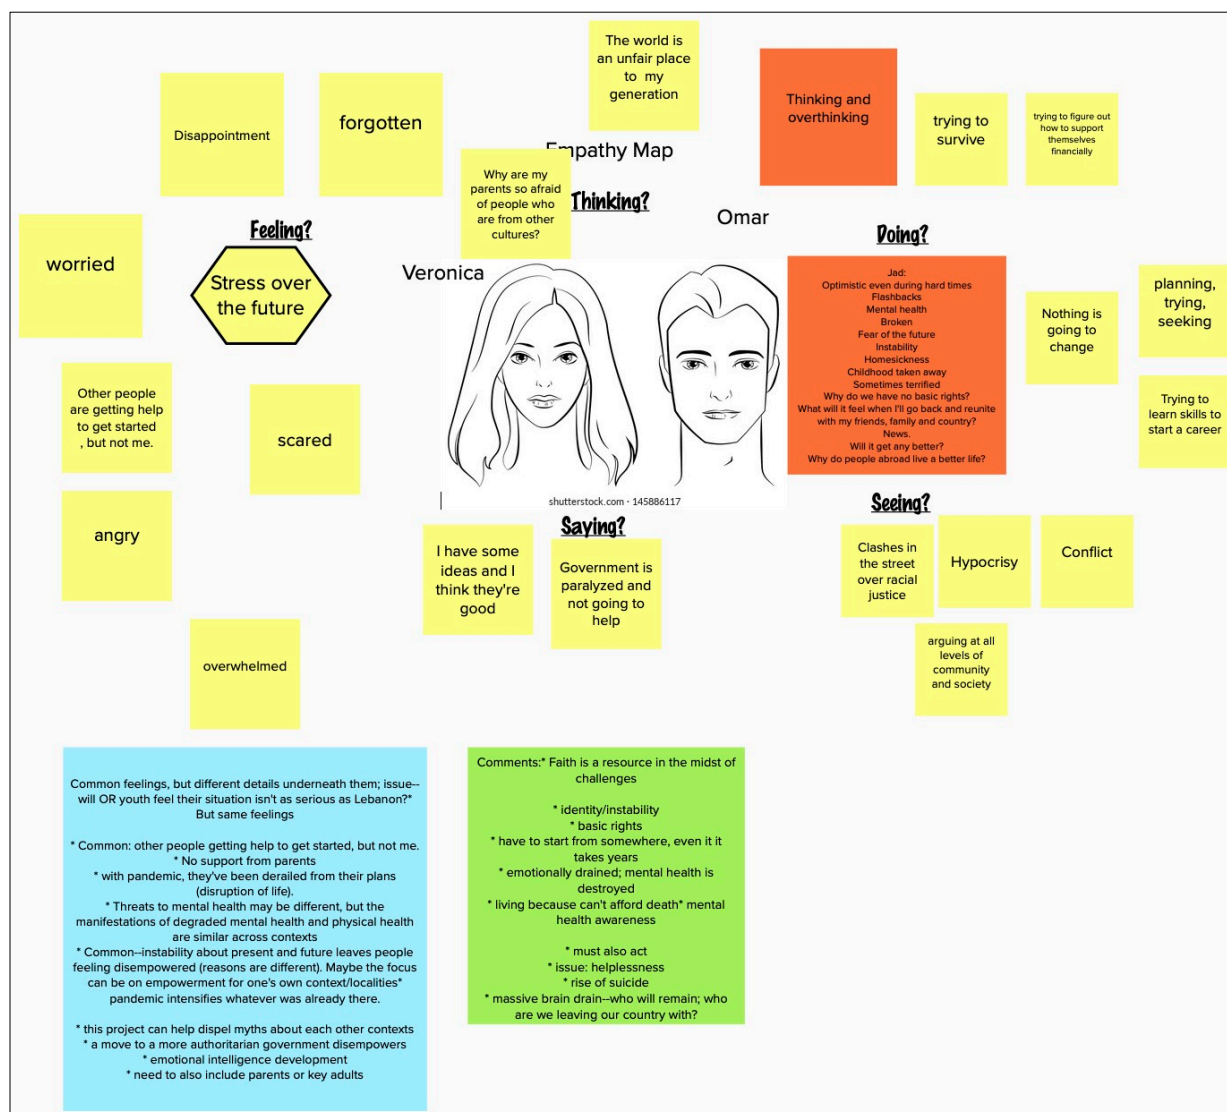 The world is
an unfair place
to my
generation
Disappointment
forgotten
Thinking and
overthinking
trying to
survive
trying to figure out
how to support
themselves
financially
Empathy Map
Why are my
parents so afraid
of people who
are from other
cultures?
Thinking?
Omar
Feeling?
Doing?
worried
Stress over
the future
Veronica
Jad:
Optimistic even during hard times
Flashbacks
Mental health
Broken
Fear of the future
Instability
Homesickness
Childhood taken away
Sometimes terrified
Why do we have no basic rights?
What will it feel when I'll go back and reunite
with my friends, family and country?
News.
Will it get any better?
Why do people abroad live a better life?
Nothing is
going to
change
planning,
trying,
seeking
Trying to
learn skills to
start a career
Other people
are getting help
to get started
, but not me.
scared
angry
overwhelmed
shutterstock.com · 145886117
Saying?
I have some
ideas and I
think they're
good
Government is
paralyzed and
not going to
help
Seeing?
Clashes in
the street
over racial
justice
Hypocrisy
Conflict
arguing at all
levels of
community
and society
Common feelings, but different details underneath them; issue--
will OR youth feel their situation isn't as serious as Lebanon?*
But same feelings
* Common: other people getting help to get started, but not me.
* No support from parents
* with pandemic, they've been derailed from their plans
(disruption of life).
* Threats to mental health may be different, but the
manifestations of degraded mental health and physical health
are similar across contexts
* Common--instability about present and future leaves people
feeling disempowered (reasons are different). Maybe the focus
can be on empowerment for one's own context/localities*
pandemic intensifies whatever was already there.
* this project can help dispel myths about each other contexts
* a move to a more authoritarian government disempowers
* emotional intelligence development
* need to also include parents or key adults
Comments:* Faith is a resource in the midst of
challenges
* identity/instability
* basic rights
* have to start from somewhere, even it it
takes years
* emotionally drained; mental health is
destroyed
* living because can't afford death* mental
health awareness
* must also act
* issue: helplessness
* rise of suicide
* massive brain drain--who will remain; who
are we leaving our country with?